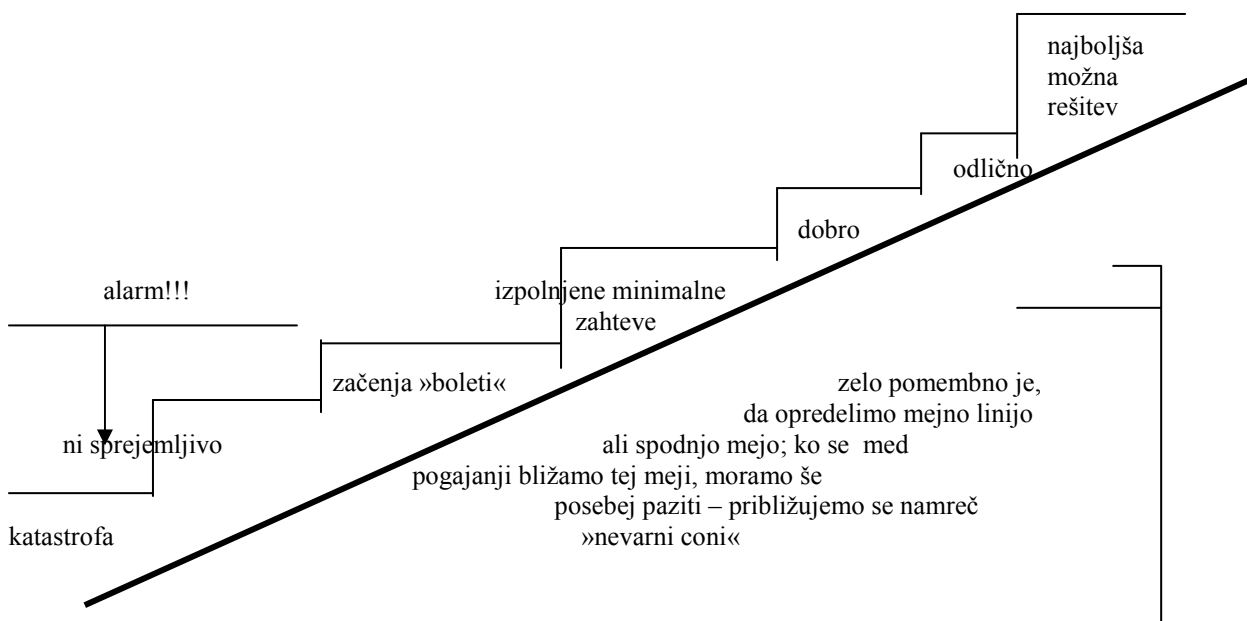 najboljša
možna
rešitev
odlično
dobro
alarm!!!
izpolnjene minimalne
zahteve
začenja »boleti«
ni sprejemljivo
katastrofa
zelo pomembno je,
da opredelimo mejno linijo
ali spodnjo mejo; ko se med
pogajanji bližamo tej meji, moramo še
posebej paziti – približujemo se namreč
»nevarni coni«